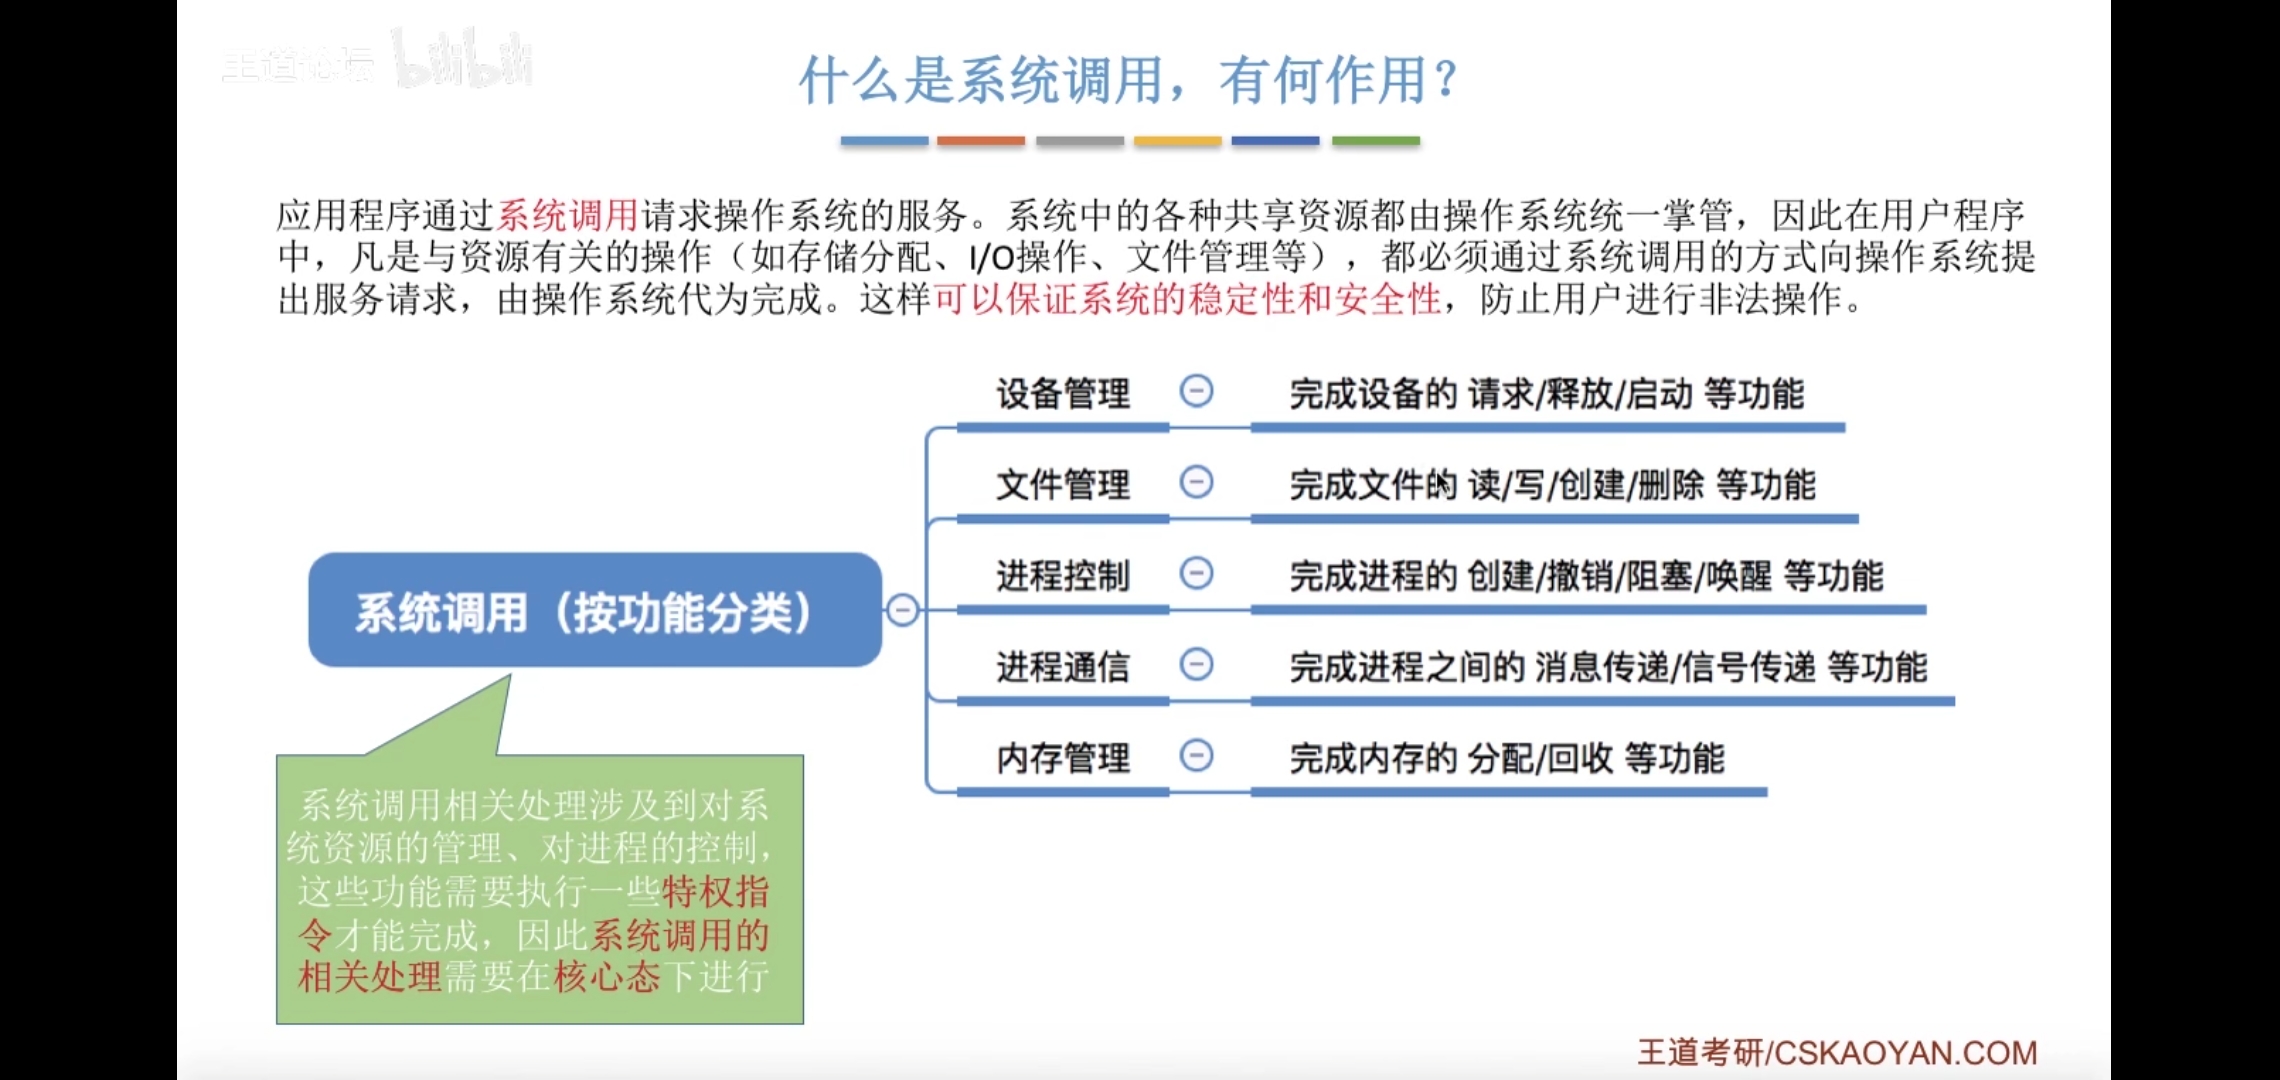 王道论坛 bilibili
什么是系统调用，有何作用？
应用程序通过系统调用请求操作系统的服务。系统中的各种共享资源都由操作系统统一掌管，因此在用户程序
中，凡是与资源有关的操作（如存储分配、I/O操作、文件管理等），都必须通过系统调用的方式向操作系统提
出服务请求，由操作系统代为完成。这样可以保证系统的稳定性和安全性，防止用户进行非法操作。
设备管理 完成设备的 请求/释放/启动 等功能
文件管理 完成文件的 读/写/创建/删除 等功能
进程控制 完成进程的 创建/撤销/阻塞/唤醒 等功能
系统调用（按功能分类）
进程通信 完成进程之间的 消息传递/信号传递 等功能
内存管理 完成内存的 分配/回收 等功能
系统调用相关处理涉及到对系
统资源的管理、对进程的控制，
这些功能需要执行一些特权指
令才能完成，因此系统调用的
相关处理需要在核心态下进行
王道考研/CSKAOYAN.COM